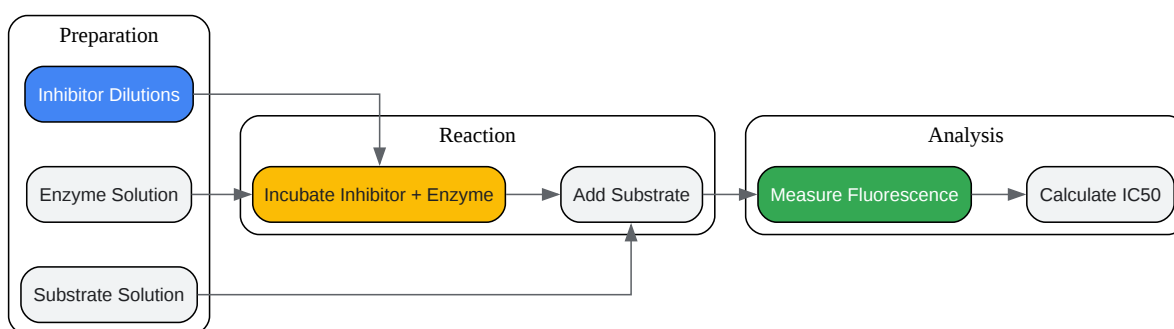 Preparation
Inhibitor Dilutions
Enzyme Solution
Substrate Solution
Reaction
Incubate Inhibitor + Enzyme
Add Substrate
Analysis
Measure Fluorescence
Calculate IC50